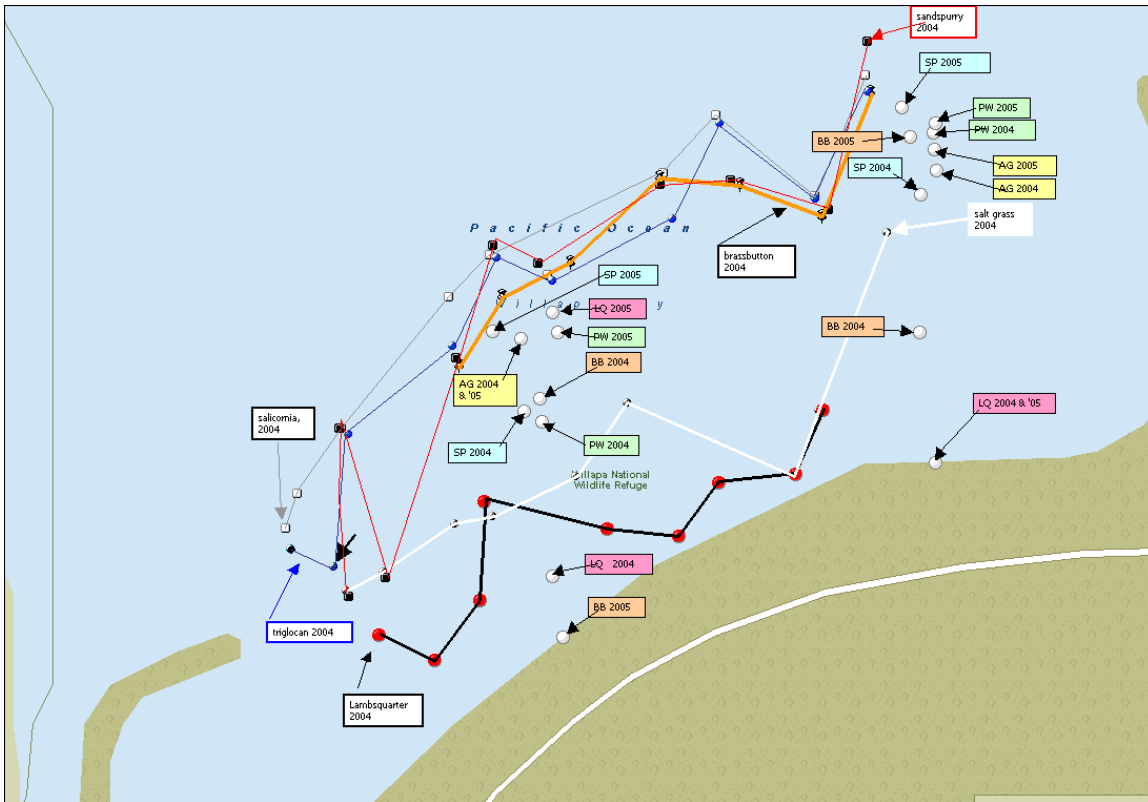 sandspurry
2004
SP 2005
PW 2005
PW 2004
BB 2005
AG 2005
SP 2004
AG 2004
salt grass
2004
Pacific Ocean
brassbutton
2004
SP 2005
LQ 2005
BB 2004
PW 2005
BB 2004
AG 2004
& '05
LQ 2004 & '05
salicornia,
2004
PW 2004
SP 2004
Willapa National
Wildlife Refuge
LQ 2004
BB 2005
triglocan 2004
Lambsquarter
2004